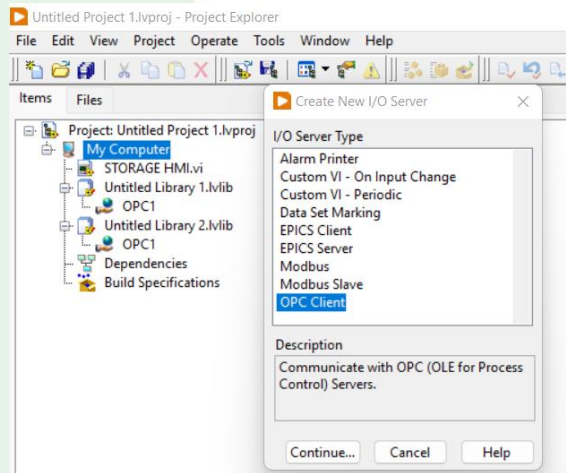 Untitled Project 1.lvproj - Project Explorer
File Edit View Project Operate Tools Window Help
Items Files
Project: Untitled Project 1.lvproj
My Computer
STORAGE HMI.vi
Untitled Library 1.lvlib
OPC1
Untitled Library 2.lvlib
OPC1
Dependencies
Build Specifications
Create New I/O Server
I/O Server Type
Alarm Printer
Custom VI - On Input Change
Custom VI - Periodic
Data Set Marking
EPICS Client
EPICS Server
Modbus
Modbus Slave
OPC Client
Description
Communicate with OPC (OLE for Process
Control) Servers.
Continue... Cancel Help